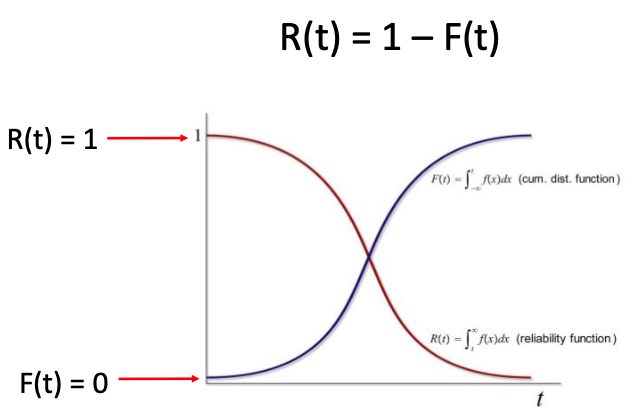 R(t) = 1 – F(t)
R(t) = 1
1
F(t) = ∫_{-∞}^{t} f(x)dx (cum. dist. function)
R(t) = ∫_{t}^{∞} f(x)dx (reliability function)
F(t) = 0
t